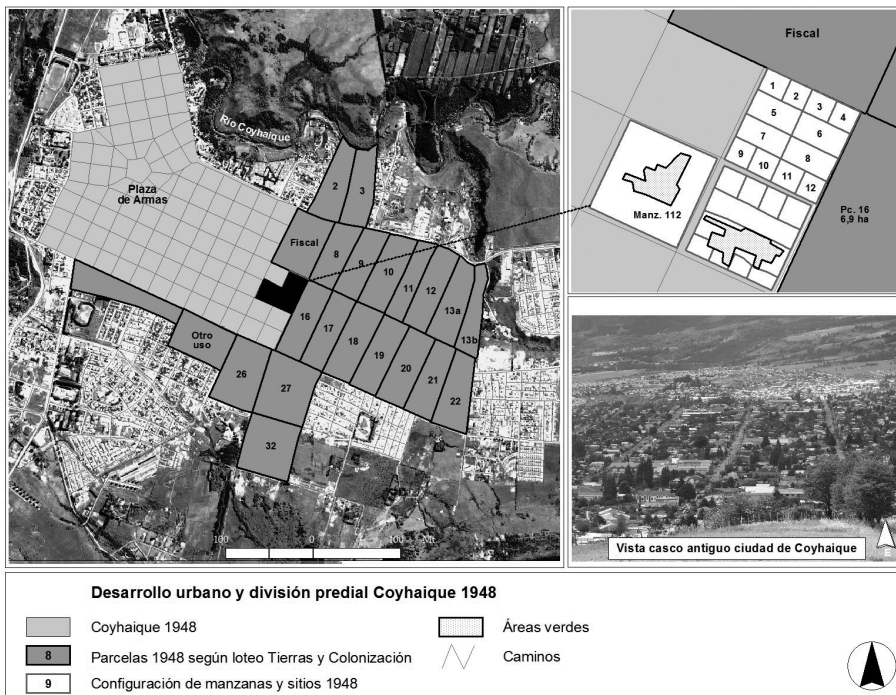 Río Coyhaique
Plaza
de Armas
2
3
Fiscal
8
9
10
11
12
13a
13b
16
17
18
19
20
21
22
Otro
uso
26
27
32
100 0 100 Mt.
Fiscal
1
2
3
4
5
6
7
8
9
10
11
12
Manz. 112
Pc. 16
6,9 ha
Vista casco antiguo ciudad de Coyhaique
E
Desarrollo urbano y división predial Coyhaique 1948
Coyhaique 1948
Áreas verdes
8
Parcelas 1948 según loteo Tierras y Colonización
Caminos
9
Configuración de manzanas y sitios 1948